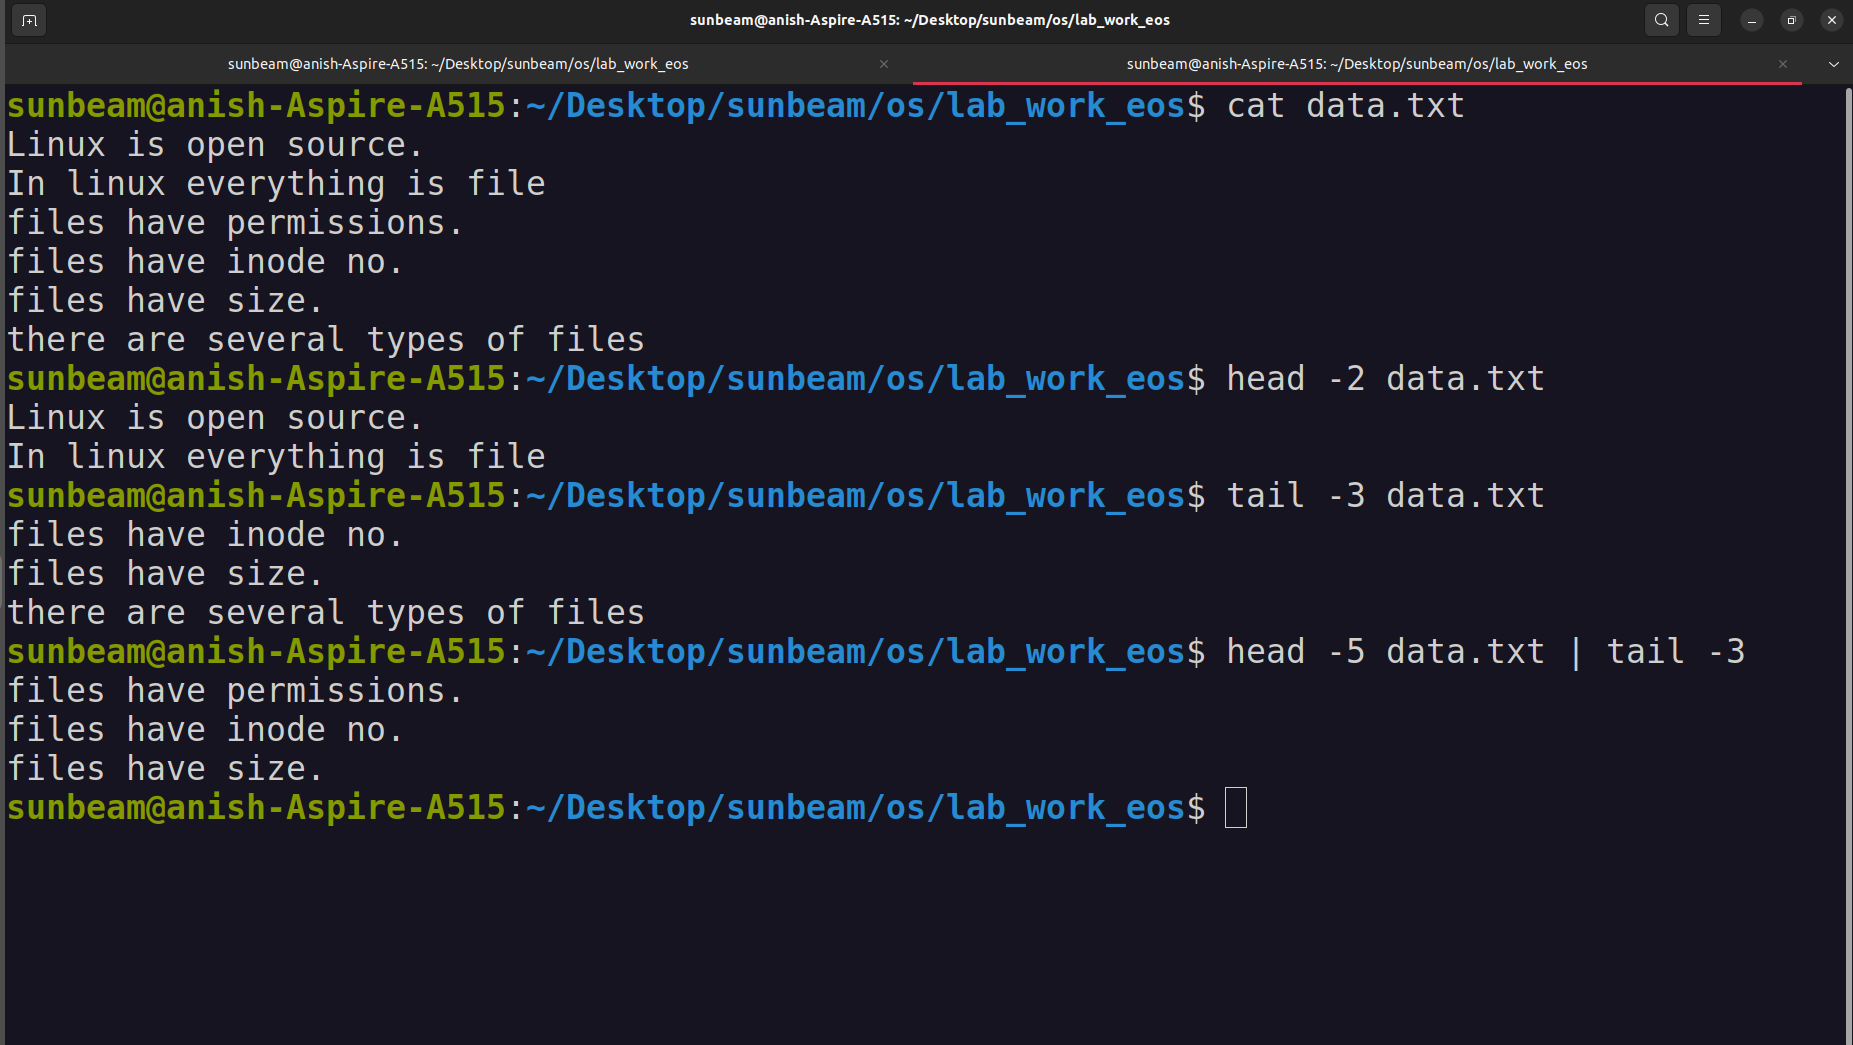 sunbeam@anish-Aspire-A515: ~/Desktop/sunbeam/os/lab_work_eos
sunbeam@anish-Aspire-A515: ~/Desktop/sunbeam/os/lab_work_eos
sunbeam@anish-Aspire-A515: ~/Desktop/sunbeam/os/lab_work_eos
sunbeam@anish-Aspire-A515:~/Desktop/sunbeam/os/lab_work_eos$ cat data.txt
Linux is open source.
In linux everything is file
files have permissions.
files have inode no.
files have size.
there are several types of files
sunbeam@anish-Aspire-A515:~/Desktop/sunbeam/os/lab_work_eos$ head -2 data.txt
Linux is open source.
In linux everything is file
sunbeam@anish-Aspire-A515:~/Desktop/sunbeam/os/lab_work_eos$ tail -3 data.txt
files have inode no.
files have size.
there are several types of files
sunbeam@anish-Aspire-A515:~/Desktop/sunbeam/os/lab_work_eos$ head -5 data.txt | tail -3
files have permissions.
files have inode no.
files have size.
sunbeam@anish-Aspire-A515:~/Desktop/sunbeam/os/lab_work_eos$